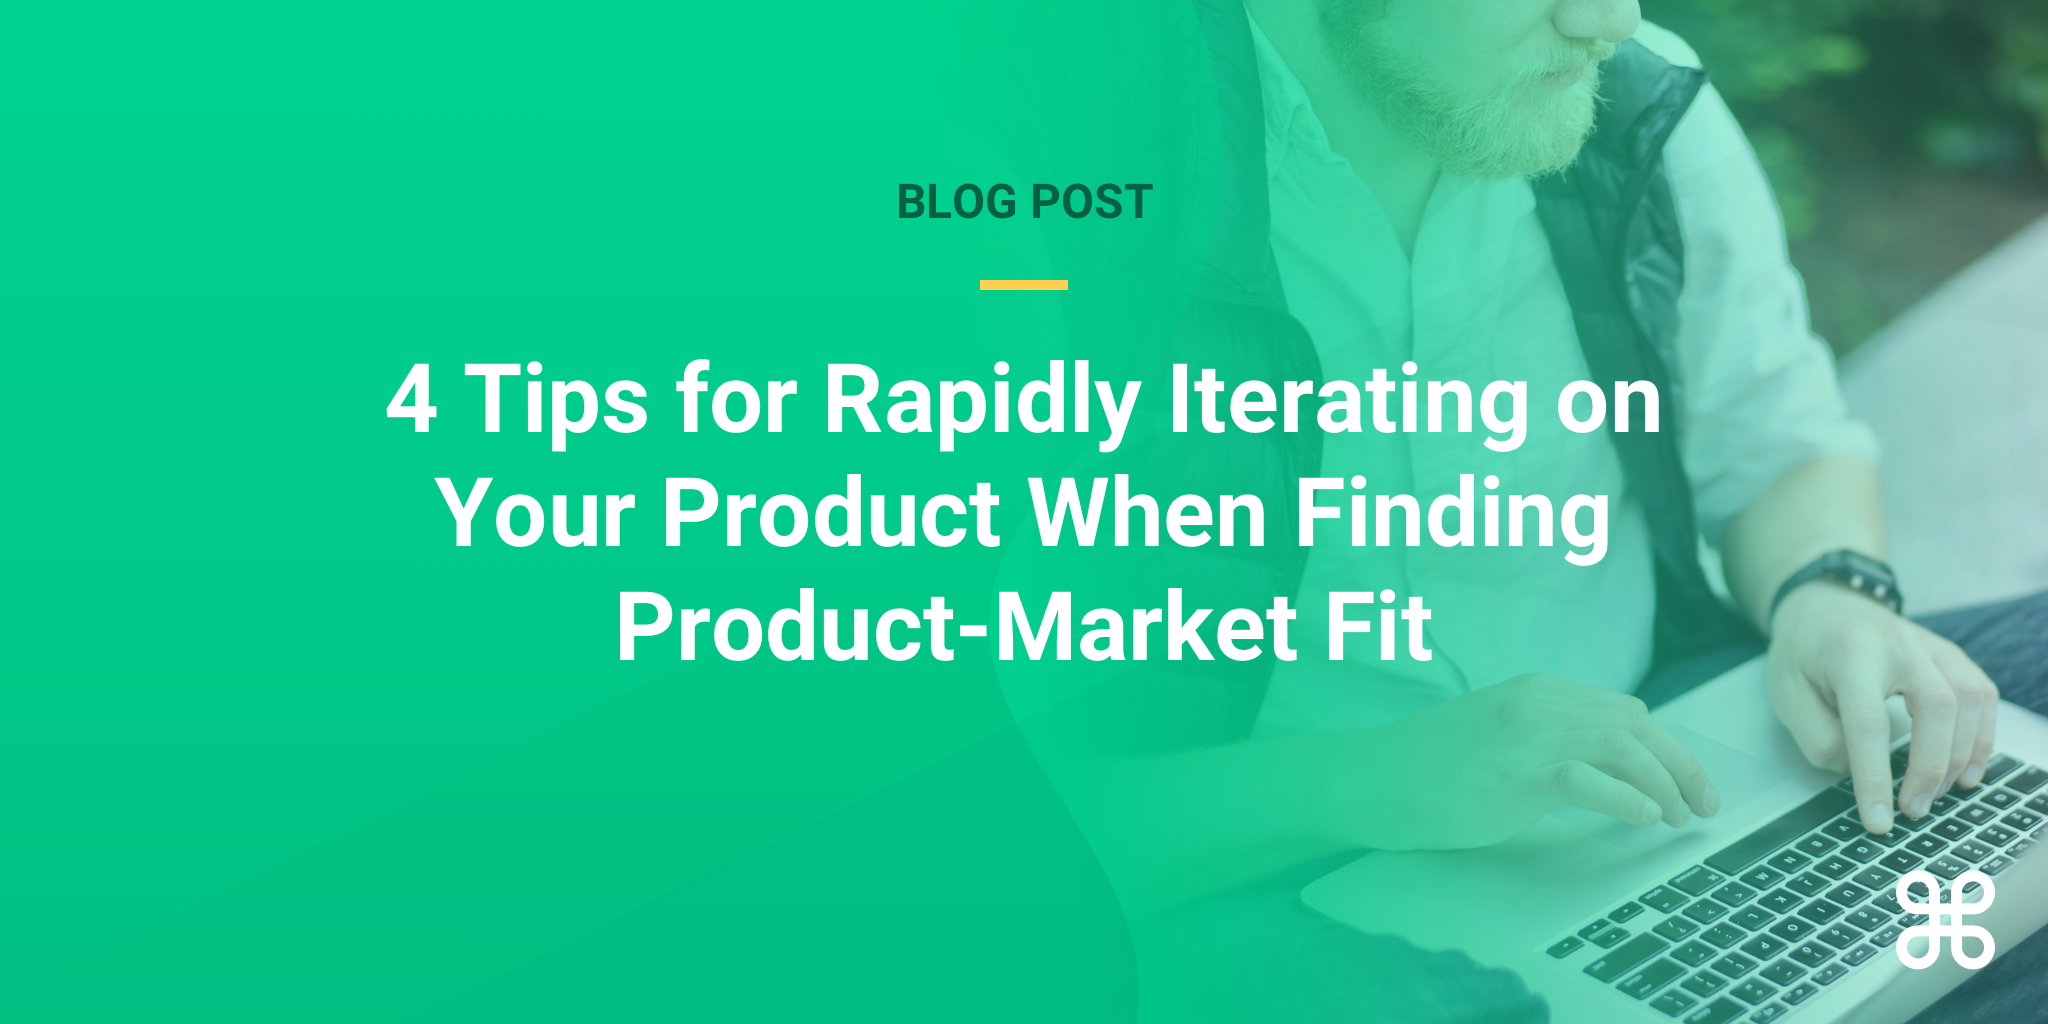 BLOG POST
4 Tips for Rapidly Iterating on
Your Product When Finding
Product-Market Fit